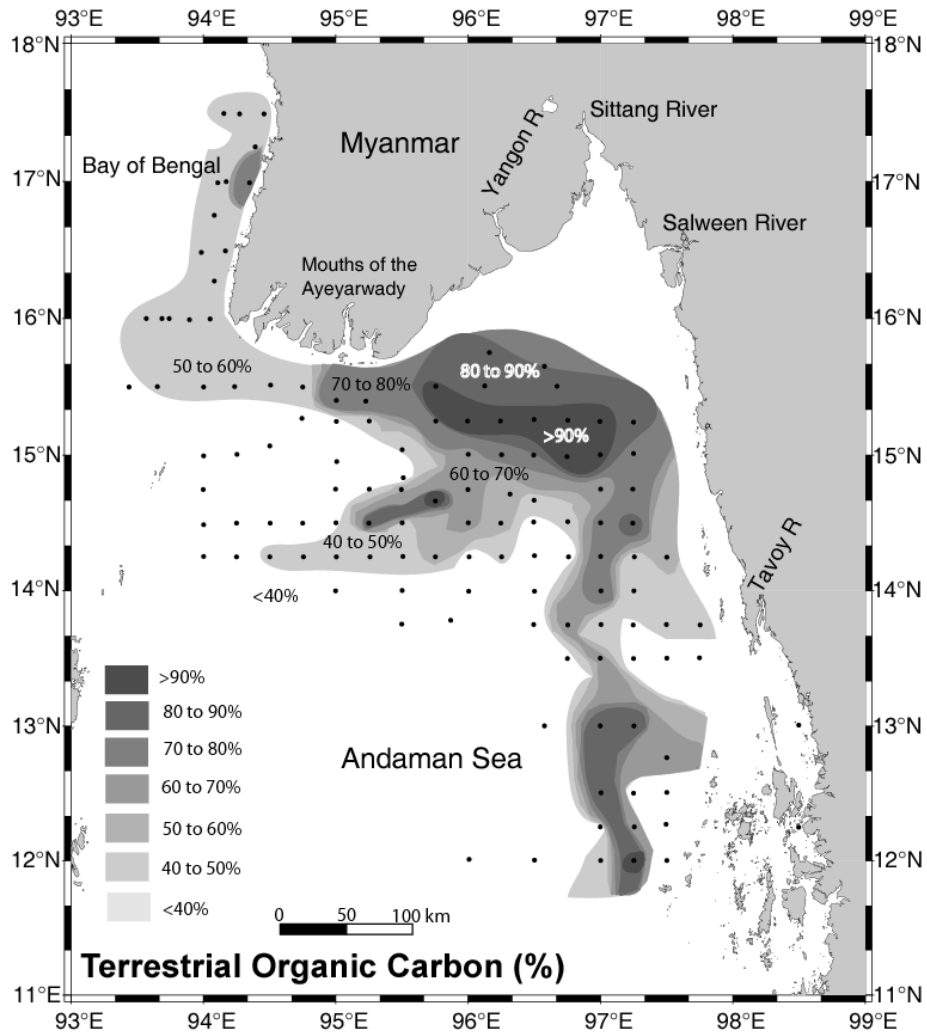 93°E 94°E 95°E 96°E 97°E 98°E 99°E
18°N 18°N
Sittang River
Myanmar
Yangon R
Bay of Bengal
17°N 17°N
Salween River
Mouths of the
Ayeyarwady
16°N 16°N
50 to 60%
70 to 80%
80 to 90%
>90%
15°N 15°N
60 to 70%
40 to 50%
Tavoy R
14°N 14°N
<40%
>90%
80 to 90%
70 to 80%
60 to 70%
50 to 60%
40 to 50%
<40%
13°N 13°N
Andaman Sea
12°N 12°N
0 50 100 km
Terrestrial Organic Carbon (%)
11°E 11°N
93°E 94°E 95°E 96°E 97°E 98°E 99°E